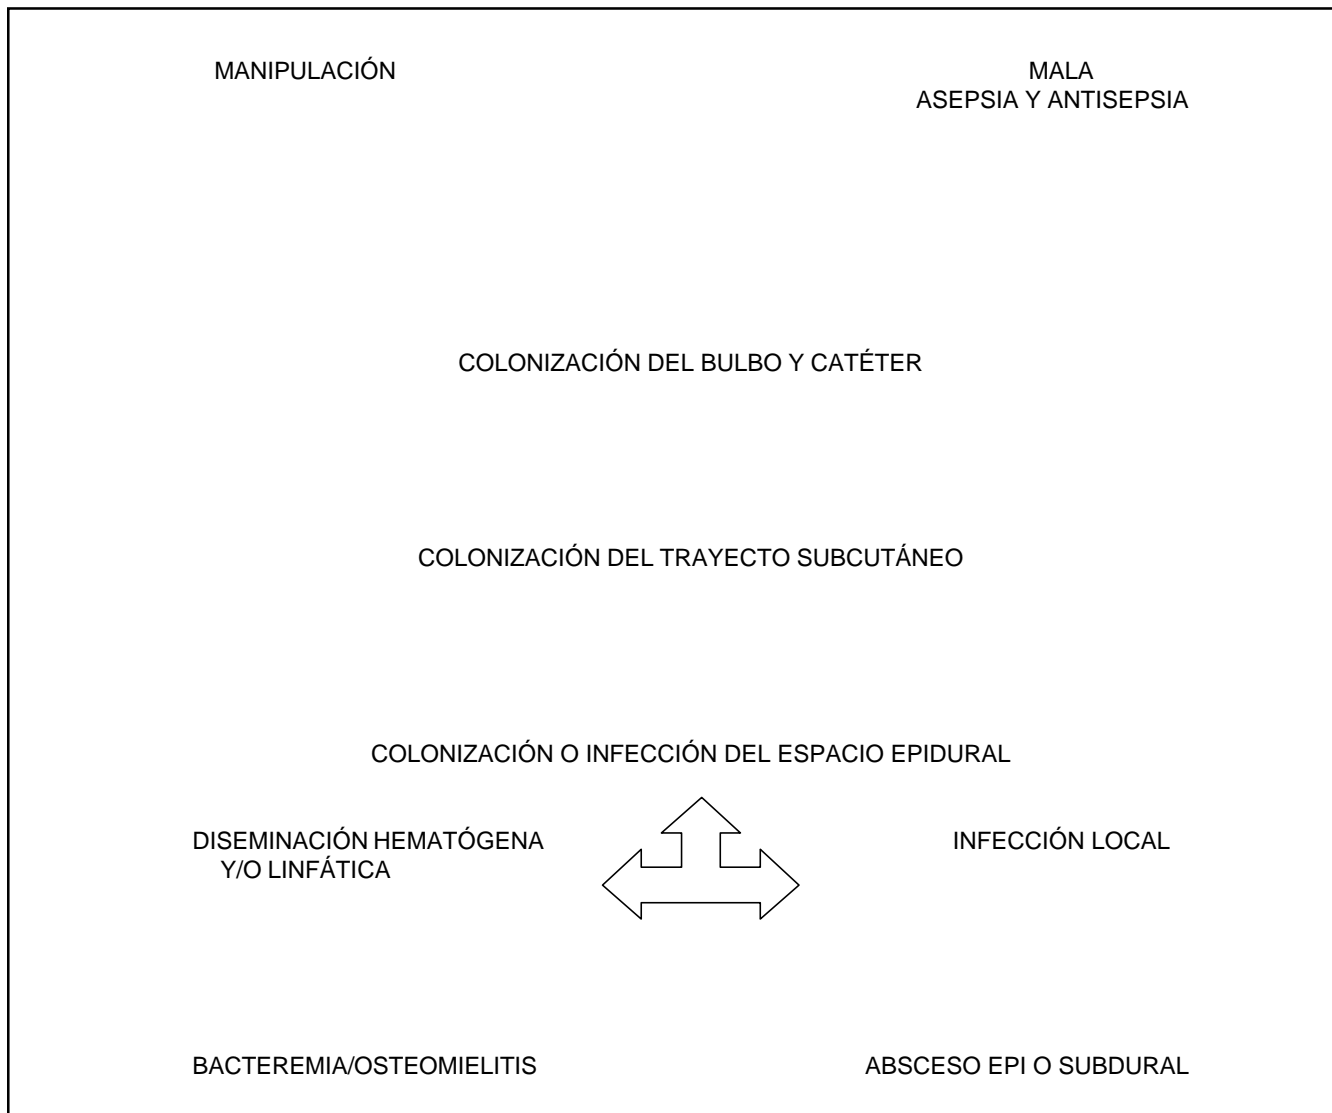 MANIPULACIÓN
MALA
ASEPSIA Y ANTISEPSIA
COLONIZACIÓN DEL BULBO Y CATÉTER
COLONIZACIÓN DEL TRAYECTO SUBCUTÁNEO
COLONIZACIÓN O INFECCIÓN DEL ESPACIO EPIDURAL
DISEMINACIÓN HEMATÓGENA
Y/O LINFÁTICA
INFECCIÓN LOCAL
BACTEREMIA/OSTEOMIELITIS
ABSCESO EPI O SUBDURAL